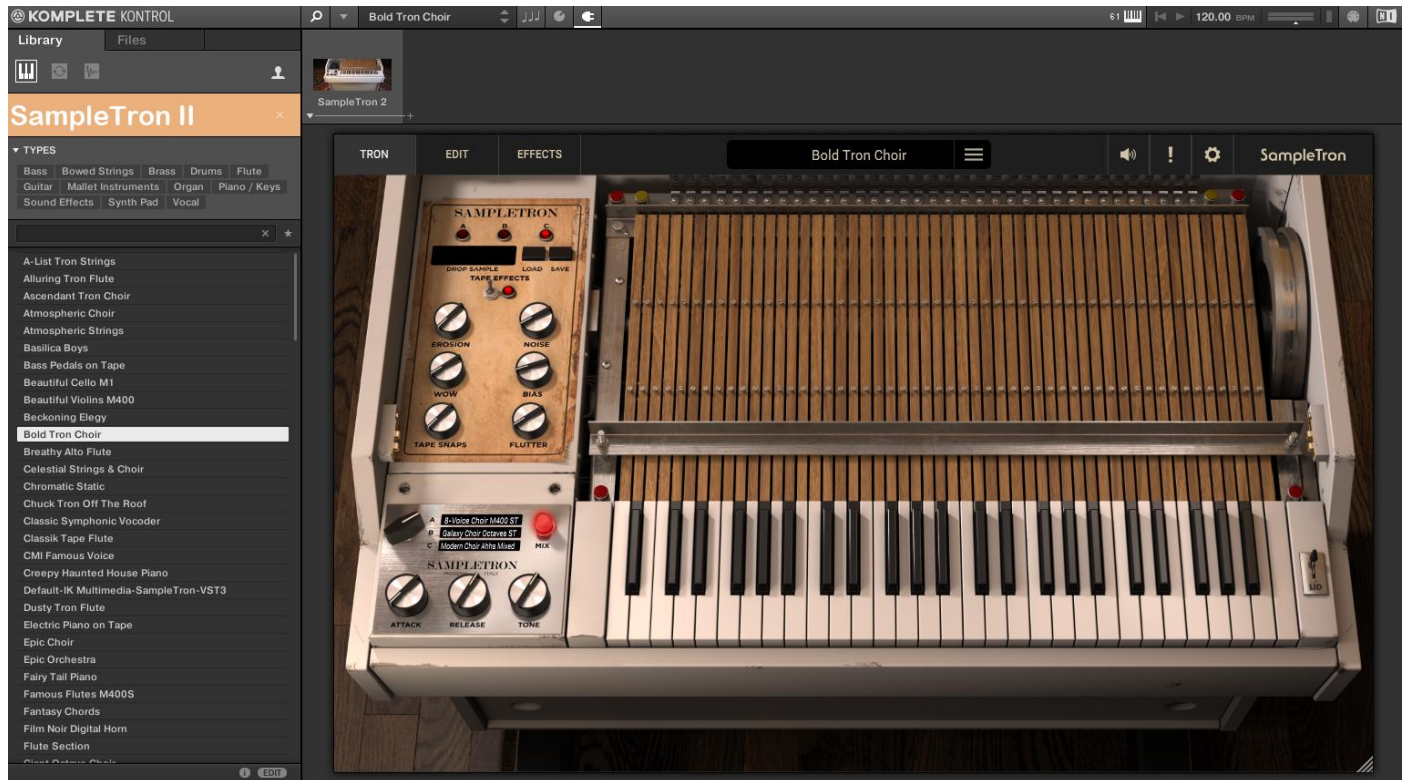 KOMPLETE KONTROL
Bold Tron Choir
61
120.00 BPM
Library
Files
SampleTron II
TYPES
Bass Bowed Strings Brass Drums Flute
Guitar Mallet Instruments Organ Piano / Keys
Sound Effects Synth Pad Vocal
A-List Tron Strings
Alluring Tron Flute
Ascendant Tron Choir
Atmospheric Choir
Atmospheric Strings
Basilica Boys
Bass Pedals on Tape
Beautiful Cello M1
Beautiful Violins M400
Beckoning Elegy
Bold Tron Choir
Breathy Alto Flute
Celestial Strings & Choir
Chromatic Static
Chuck Tron Off The Roof
Classic Symphonic Vocoder
Classik Tape Flute
CMI Famous Voice
Creepy Haunted House Piano
Default-IK Multimedia-SampleTron-VST3
Dusty Tron Flute
Electric Piano on Tape
Epic Choir
Epic Orchestra
Fairy Tail Piano
Famous Flutes M400S
Fantasy Chords
Film Noir Digital Horn
Flute Section
Giant Octave Choir
EDIT
SampleTron 2
TRON EDIT EFFECTS
Bold Tron Choir
SampleTron
SAMPLETRON
A B C
DROP SAMPLE LOAD SAVE
TAPE EFFECTS
EROSION NOISE
WOW BIAS
TAPE SNAPS FLUTTER
A 8-Voice Choir M400 ST
B Galaxy Choir Octaves ST
C Modern Choir Ahhs Mixed
MIX
SAMPLETRON
ATTACK RELEASE TONE
LID